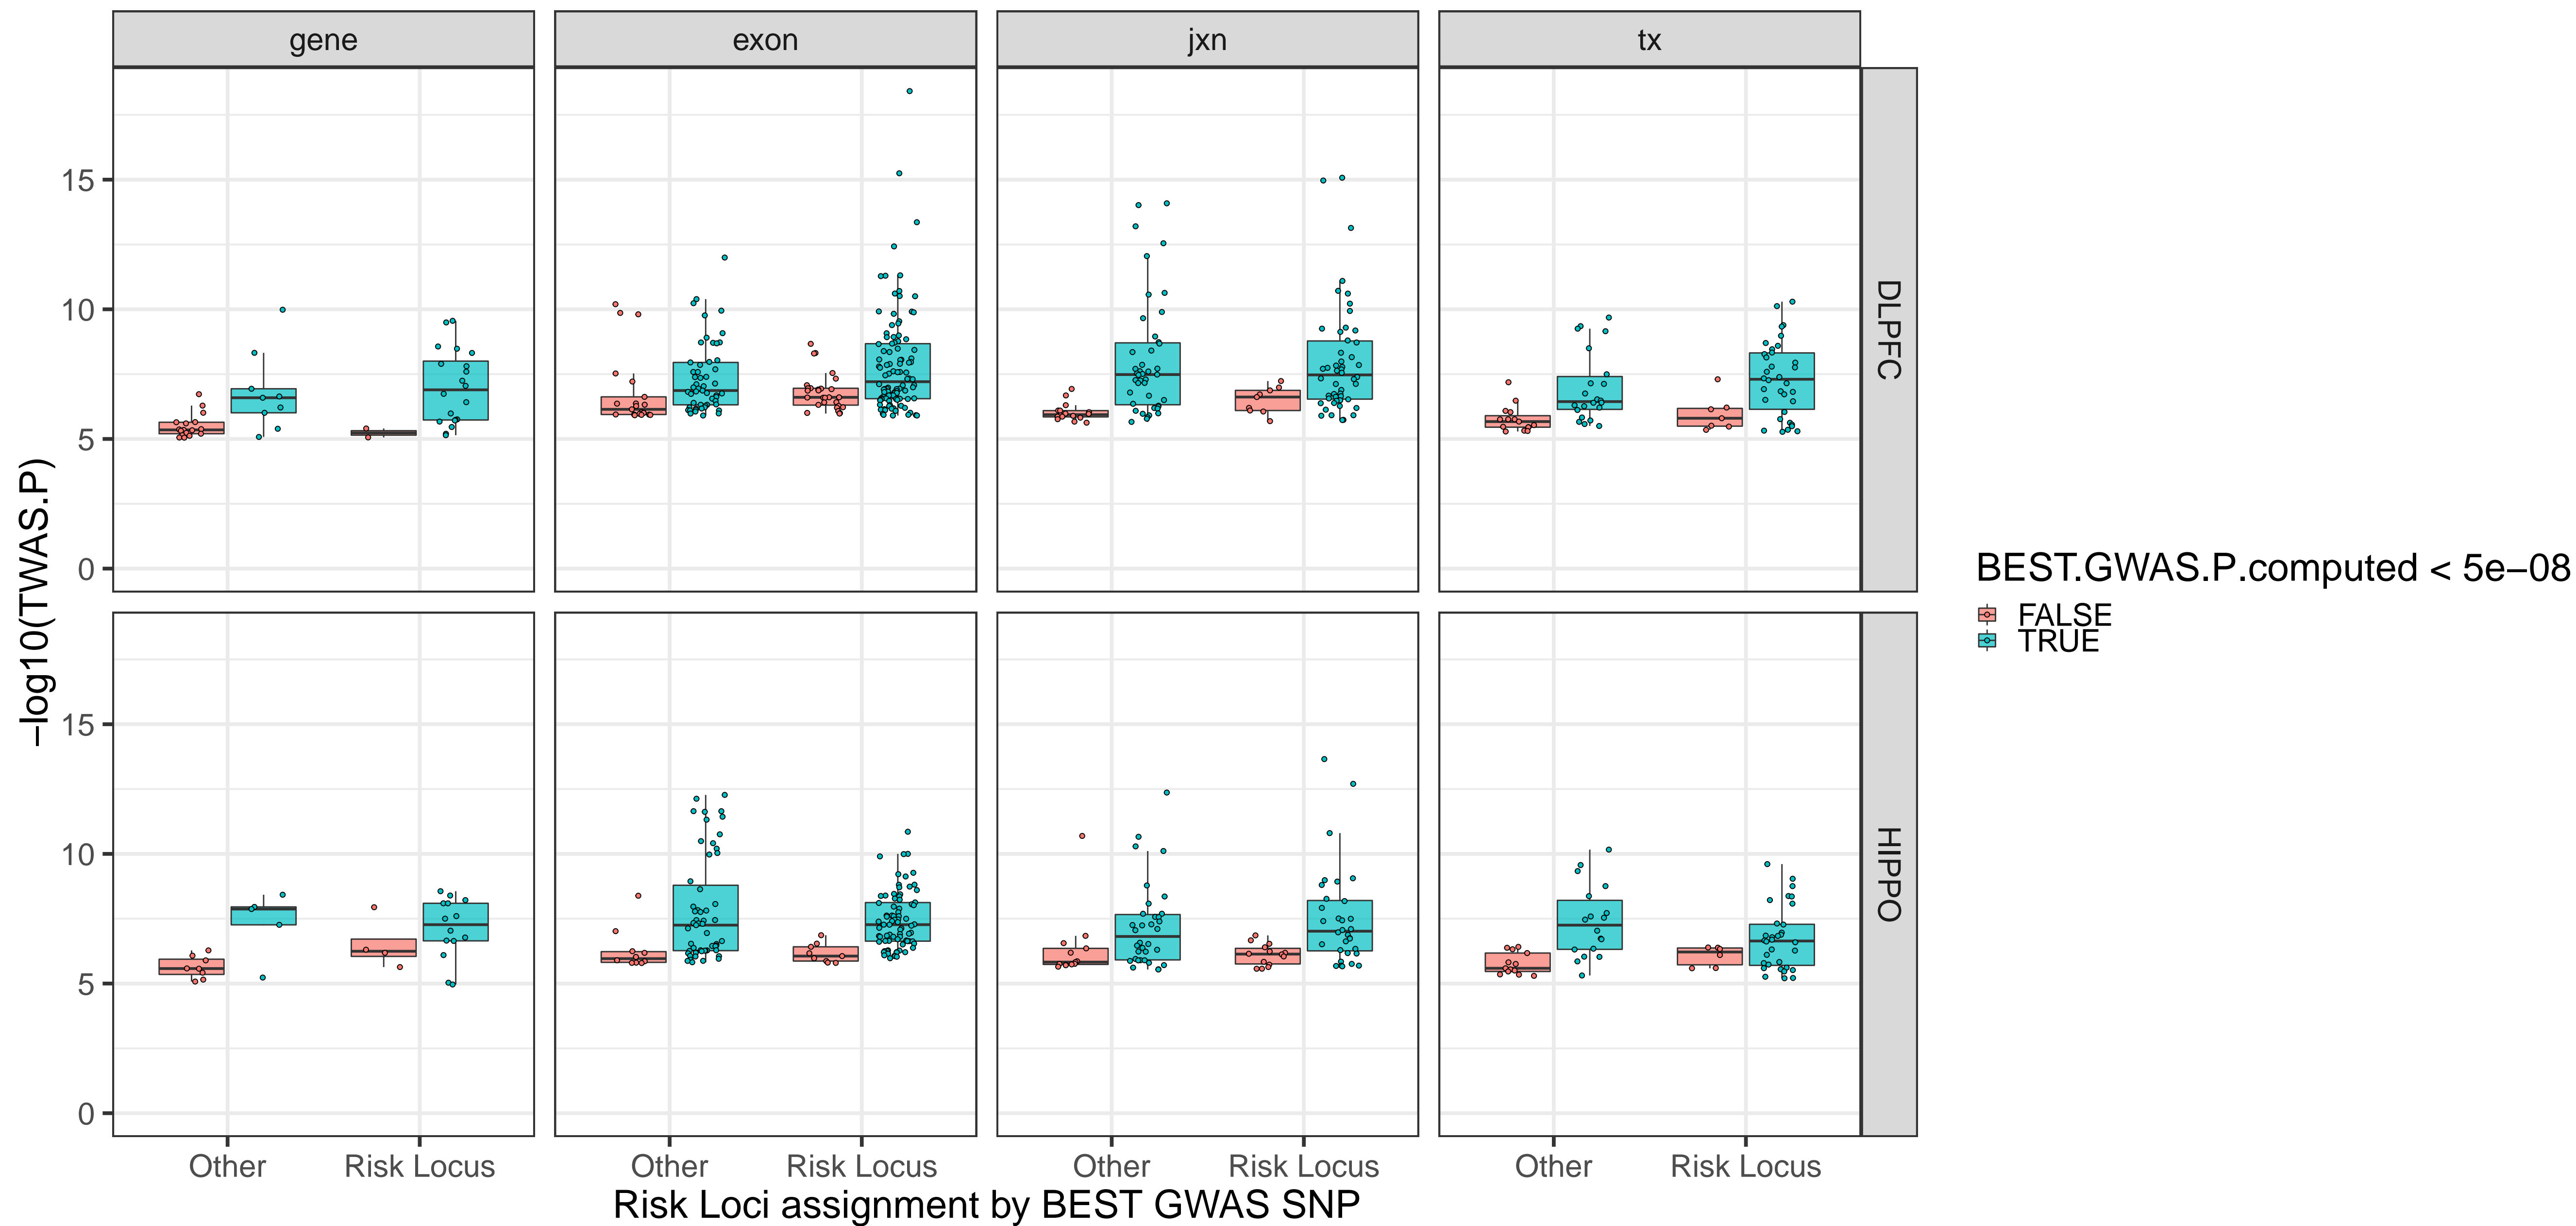 gene exon jxn tx
DLPFC
15
10
5
0
−log10(TWAS.P)
HIPPO
15
10
5
0
Other Risk Locus Other Risk Locus Other Risk Locus Other Risk Locus
Risk Loci assignment by BEST GWAS SNP
BEST.GWAS.P.computed < 5e−08
FALSE
TRUE